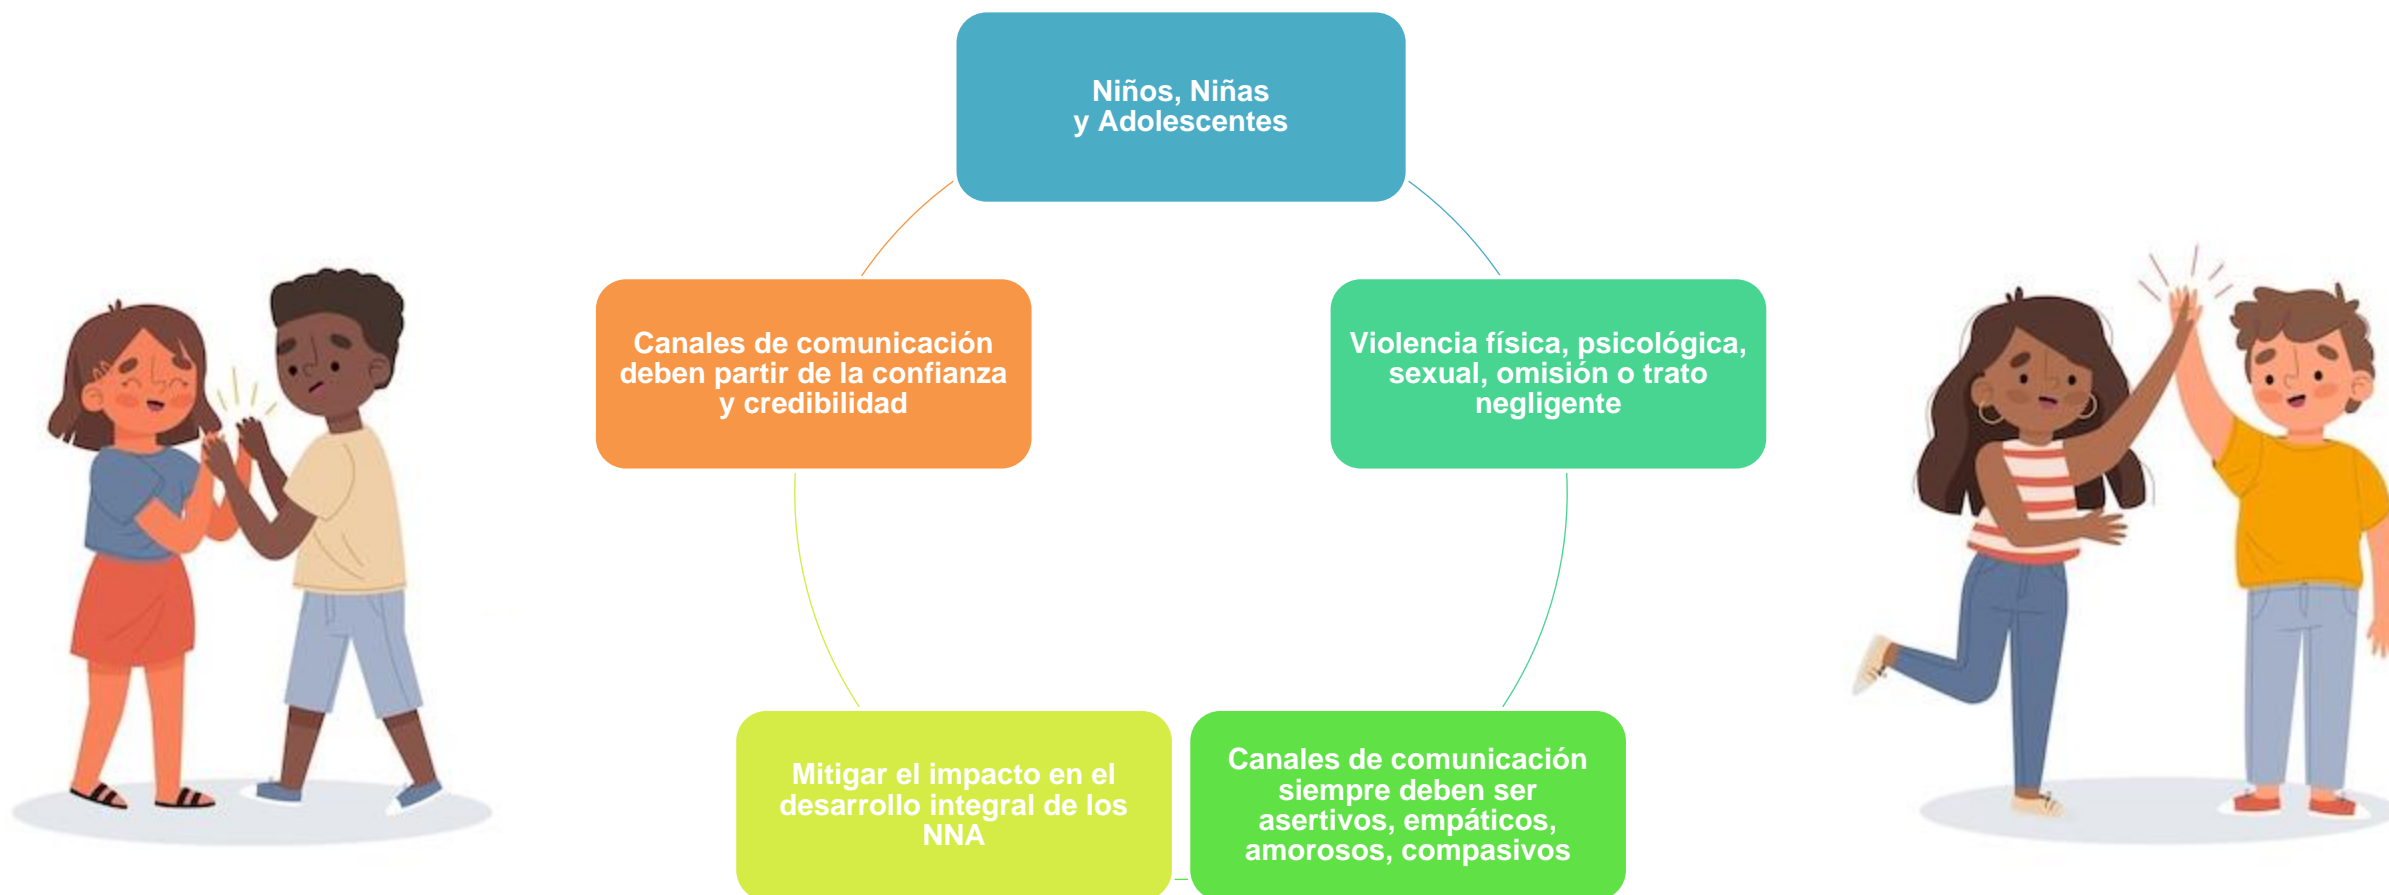 Niños, Niñas
y Adolescentes
Canales de comunicación
deben partir de la confianza
y credibilidad
Violencia física, psicológica,
sexual, omisión o trato
negligente
Mitigar el impacto en el
desarrollo integral de los
NNA
Canales de comunicación
siempre deben ser
asertivos, empáticos,
amorosos, compasivos